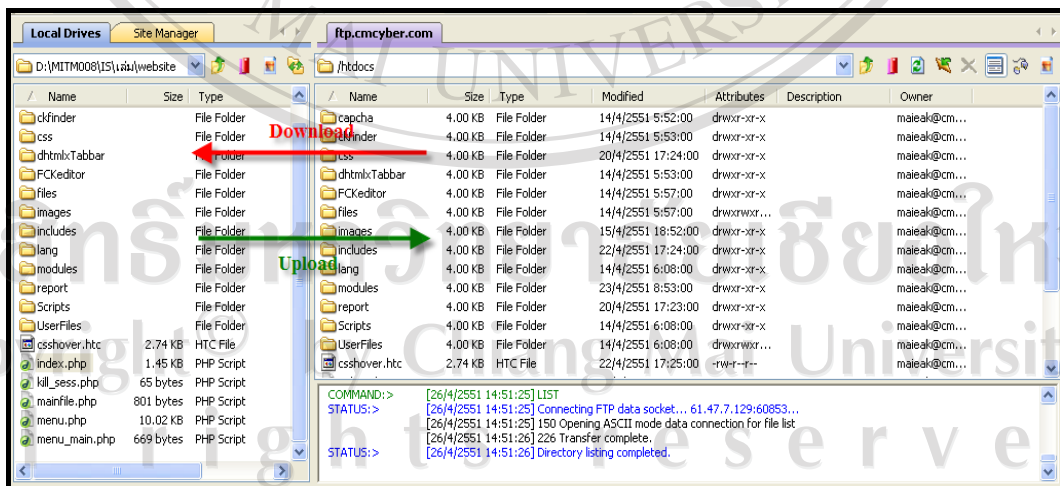 Local Drives Site Manager ftp.cmcyber.com
D:\MITM008\IS\เล่ม\website /htdocs
Name Size Type Name Size Type Modified Attributes Description Owner
ckfinder File Folder capcha 4.00 KB File Folder 14/4/2551 5:52:00 drwxr-xr-x maieak@cm...
Download
css File Folder ckfinder 4.00 KB File Folder 14/4/2551 5:53:00 drwxr-xr-x maieak@cm...
dhtmlxTabbar File Folder css 4.00 KB File Folder 20/4/2551 17:24:00 drwxr-xr-x maieak@cm...
FCKeditor File Folder dhtmlxTabbar 4.00 KB File Folder 14/4/2551 5:53:00 drwxr-xr-x maieak@cm...
files File Folder FCKeditor 4.00 KB File Folder 14/4/2551 5:57:00 drwxr-xr-x maieak@cm...
images File Folder files 4.00 KB File Folder 14/4/2551 5:57:00 drwxrwxr... maieak@cm...
includes File Folder images 4.00 KB File Folder 15/4/2551 18:52:00 drwxr-xr-x maieak@cm...
lang File Folder includes 4.00 KB File Folder 22/4/2551 17:24:00 drwxr-xr-x maieak@cm...
Upload
modules File Folder lang 4.00 KB File Folder 14/4/2551 6:08:00 drwxr-xr-x maieak@cm...
report File Folder modules 4.00 KB File Folder 23/4/2551 8:53:00 drwxr-xr-x maieak@cm...
Scripts File Folder report 4.00 KB File Folder 20/4/2551 17:23:00 drwxr-xr-x maieak@cm...
UserFiles File Folder Scripts 4.00 KB File Folder 14/4/2551 6:08:00 drwxr-xr-x maieak@cm...
csshover.htc 2.74 KB HTC File UserFiles 4.00 KB File Folder 14/4/2551 6:08:00 drwxrwxr... maieak@cm...
index.php 1.45 KB PHP Script csshover.htc 2.74 KB HTC File 22/4/2551 17:25:00 -rw-r--r-- maieak@cm...
kill_sess.php 65 bytes PHP Script
mainfile.php 801 bytes PHP Script
menu.php 10.02 KB PHP Script
menu_main.php 669 bytes PHP Script
COMMAND:> [26/4/2551 14:51:25] LIST
STATUS:> [26/4/2551 14:51:25] Connecting FTP data socket... 61.47.7.129:60853...
[26/4/2551 14:51:25] 150 Opening ASCII mode data connection for file list
[26/4/2551 14:51:26] 226 Transfer complete.
STATUS:> [26/4/2551 14:51:26] Directory listing completed.